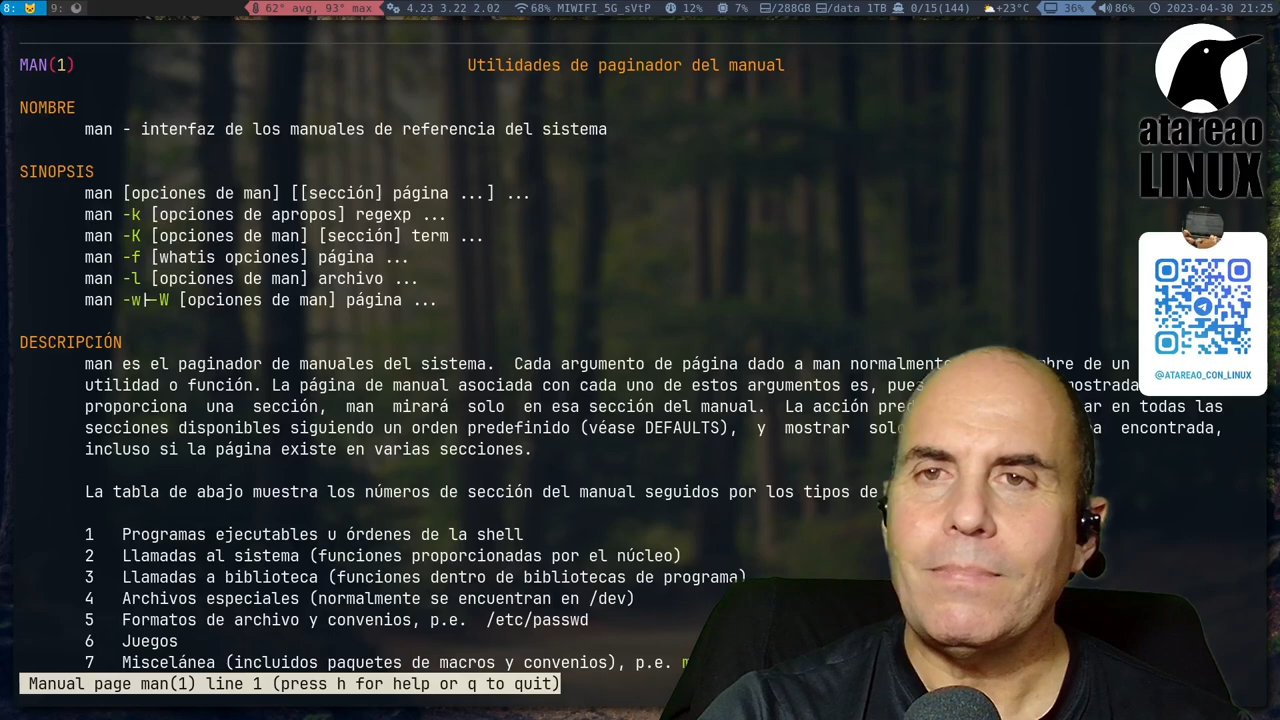 8: 9: 62° avg, 93° max 4.23 3.22 2.02 68% MIWIFI_5G_sVtP 12% 7% /288GB /data 1TB 0/15(144) +23°C 36% 86% 2023-04-30 21:25
MAN(1) Utilidades de paginador del manual
atareao
LINUX
NOMBRE
man - interfaz de los manuales de referencia del sistema
SINOPSIS
man [opciones de man] [[sección] página ...] ...
man -k [opciones de apropos] regexp ...
man -K [opciones de man] [sección] term ...
man -f [whatis opciones] página ...
man -l [opciones de man] archivo ...
man -w|-W [opciones de man] página ...
@ATAREAO_CON_LINUX
DESCRIPCIÓN
man es el paginador de manuales del sistema. Cada argumento de página dado a man normalmente de un
utilidad o función. La página de manual asociada con cada uno de estos argumentos es, mostrada
proporciona una sección, man mirará solo en esa sección del manual. La acción en todas las
secciones disponibles siguiendo un orden predefinido (véase DEFAULTS), y mostrar encontrada,
incluso si la página existe en varias secciones.
La tabla de abajo muestra los números de sección del manual seguidos por los tipos de
1 Programas ejecutables u órdenes de la shell
2 Llamadas al sistema (funciones proporcionadas por el núcleo)
3 Llamadas a biblioteca (funciones dentro de bibliotecas de programa)
4 Archivos especiales (normalmente se encuentran en /dev)
5 Formatos de archivo y convenios, p.e. /etc/passwd
6 Juegos
7 Miscelánea (incluidos paquetes de macros y convenios), p.e.
Manual page man(1) line 1 (press h for help or q to quit)